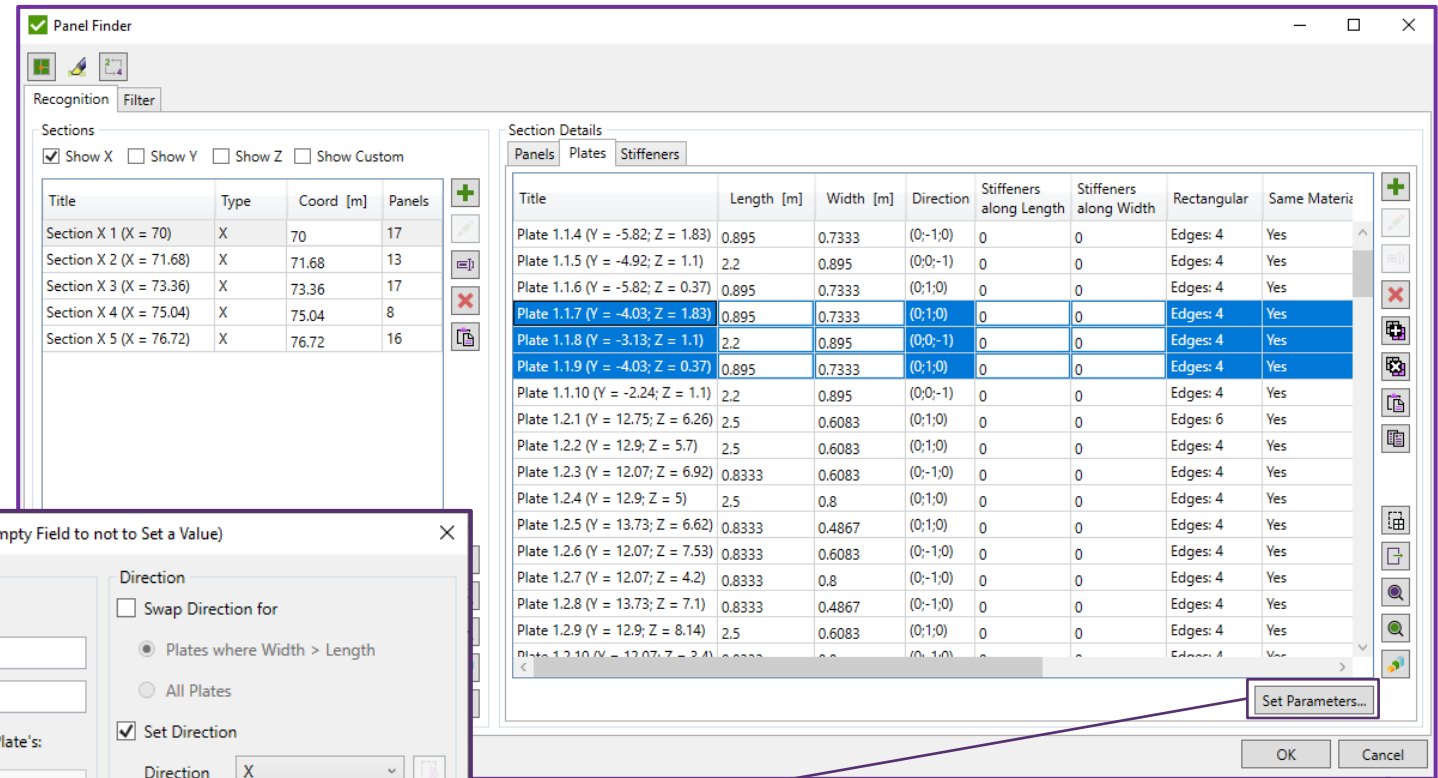 Panel Finder
Recognition Filter
Sections
Show X Show Y Show Z Show Custom
Title Type Coord [m] Panels
Section X 1 (X = 70) X 70 17
Section X 2 (X = 71.68) X 71.68 13
Section X 3 (X = 73.36) X 73.36 17
Section X 4 (X = 75.04) X 75.04 8
Section X 5 (X = 76.72) X 76.72 16
Section Details
Panels Plates Stiffeners
Title Length [m] Width [m] Direction Stiffeners along Length Stiffeners along Width Rectangular Same Materia
Plate 1.1.4 (Y = -5.82; Z = 1.83) 0.895 0.7333 (0;-1;0) 0 0 Edges: 4 Yes
Plate 1.1.5 (Y = -4.92; Z = 1.1) 2.2 0.895 (0;0;-1) 0 0 Edges: 4 Yes
Plate 1.1.6 (Y = -5.82; Z = 0.37) 0.895 0.7333 (0;1;0) 0 0 Edges: 4 Yes
Plate 1.1.7 (Y = -4.03; Z = 1.83) 0.895 0.7333 (0;1;0) 0 0 Edges: 4 Yes
Plate 1.1.8 (Y = -3.13; Z = 1.1) 2.2 0.895 (0;0;-1) 0 0 Edges: 4 Yes
Plate 1.1.9 (Y = -4.03; Z = 0.37) 0.895 0.7333 (0;1;0) 0 0 Edges: 4 Yes
Plate 1.1.10 (Y = -2.24; Z = 1.1) 2.2 0.895 (0;0;-1) 0 0 Edges: 4 Yes
Plate 1.2.1 (Y = 12.75; Z = 6.26) 2.5 0.6083 (0;1;0) 0 0 Edges: 6 Yes
Plate 1.2.2 (Y = 12.9; Z = 5.7) 2.5 0.6083 (0;1;0) 0 0 Edges: 4 Yes
Plate 1.2.3 (Y = 12.07; Z = 6.92) 0.8333 0.6083 (0;-1;0) 0 0 Edges: 4 Yes
Plate 1.2.4 (Y = 12.9; Z = 5) 2.5 0.8 (0;1;0) 0 0 Edges: 4 Yes
Plate 1.2.5 (Y = 13.73; Z = 6.62) 0.8333 0.4867 (0;1;0) 0 0 Edges: 4 Yes
Plate 1.2.6 (Y = 12.07; Z = 7.53) 0.8333 0.6083 (0;-1;0) 0 0 Edges: 4 Yes
Plate 1.2.7 (Y = 12.07; Z = 4.2) 0.8333 0.8 (0;-1;0) 0 0 Edges: 4 Yes
Plate 1.2.8 (Y = 13.73; Z = 7.1) 0.8333 0.4867 (0;-1;0) 0 0 Edges: 4 Yes
Plate 1.2.9 (Y = 12.9; Z = 8.14) 2.5 0.6083 (0;1;0) 0 0 Edges: 4 Yes
Plate 1.2.10 (Y = 12.07; Z = 3.4) 0.8333 0.8 (0;-1;0) 0 0 Edges: 4 Yes
Set Parameters...
OK Cancel
mpty Field to not to Set a Value)
Direction
Swap Direction for
Plates where Width > Length
All Plates
Set Direction
late's:
Direction X